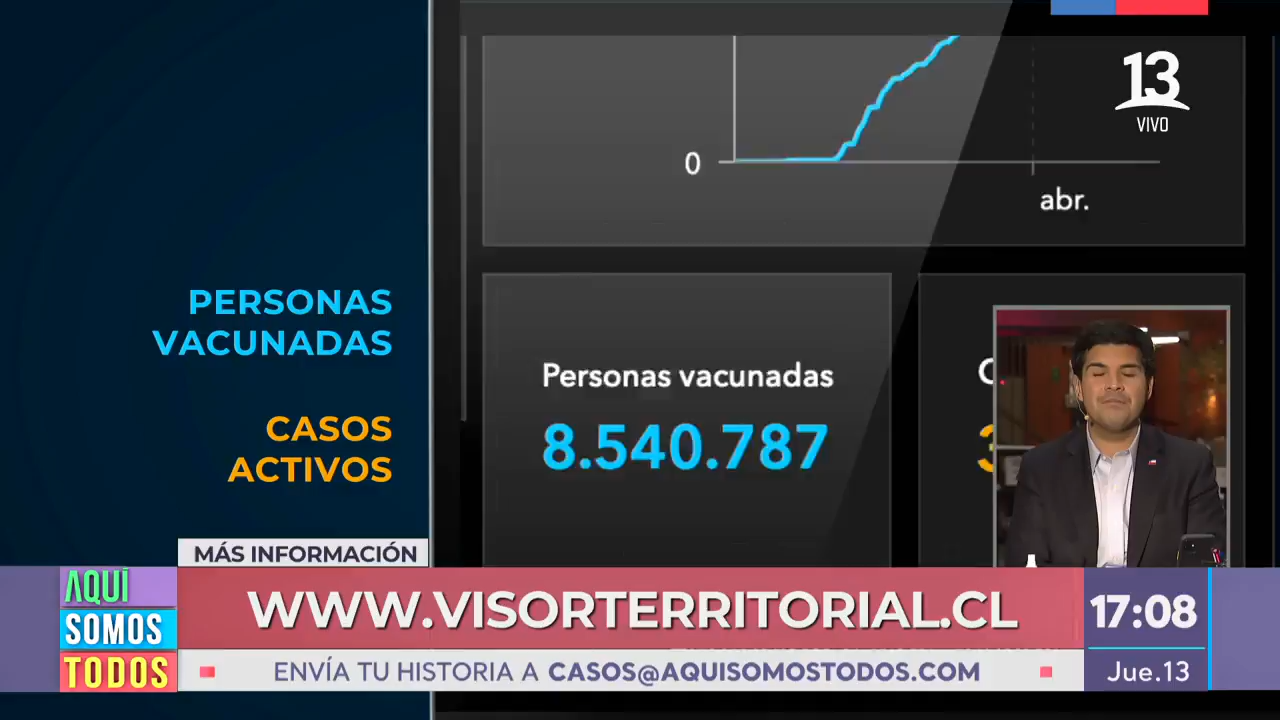 13
VIVO
0
abr.
PERSONAS
VACUNADAS
CASOS
ACTIVOS
Personas vacunadas
8.540.787
MÁS INFORMACIÓN
AQUÍ
SOMOS
TODOS
WWW.VISORTERRITORIAL.CL
ENVÍA TU HISTORIA A CASOS@AQUISOMOSTODOS.COM
17:08
Jue.13